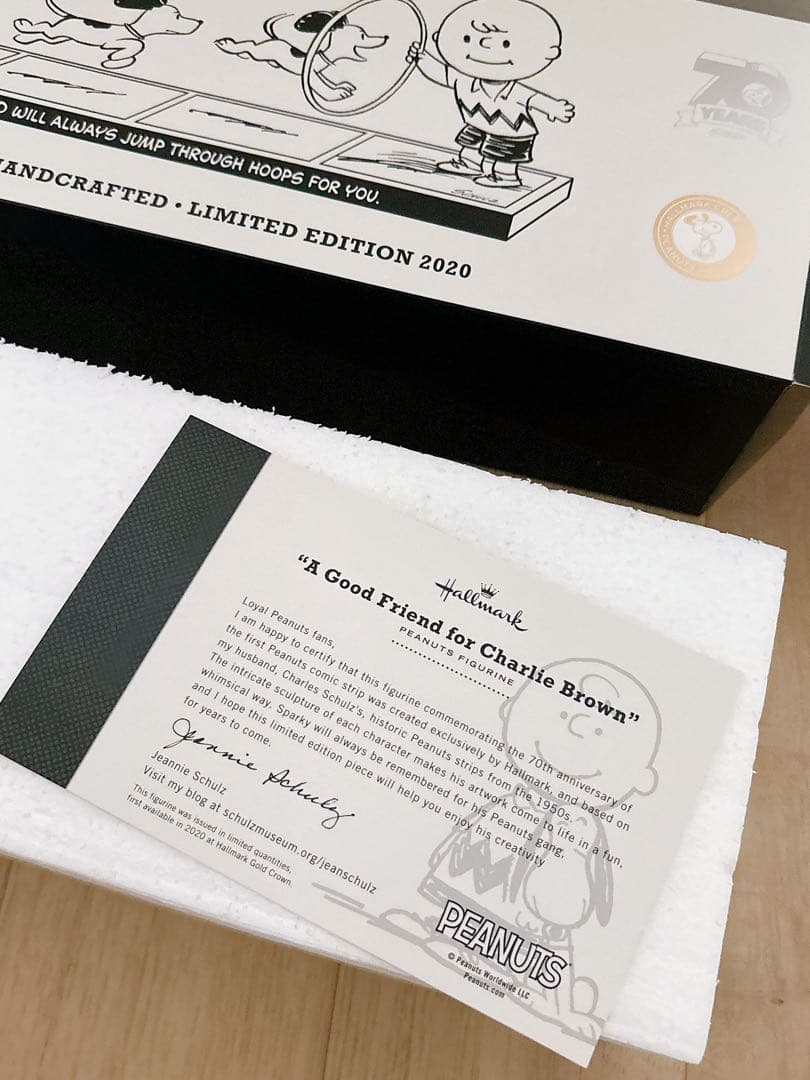 D WILL ALWAYS JUMP THROUGH HOOPS FOR YOU.
HANDCRAFTED • LIMITED EDITION 2020
SCHULZ
70
YEARS
HALLMARK
PEANUTS
Hallmark
“A Good Friend for Charlie Brown”
PEANUTS FIGURINE
Loyal Peanuts fans,
I am happy to certify that this figurine commemorating the 70th anniversary of
the first Peanuts comic strip was created exclusively by Hallmark, and based on
my husband, Charles Schulz's, historic Peanuts strips from the 1950s.
The intricate sculpture of each character makes his artwork come to life in a fun,
whimsical way. Sparky will always be remembered for his Peanuts gang,
and I hope this limited edition piece will help you enjoy his creativity
for years to come.
Jeannie Schulz
Jeannie Schulz
Visit my blog at schulzmuseum.org/jeanschulz
This figurine was issued in limited quantities,
first available in 2020 at Hallmark Gold Crown.
PEANUTS
© Peanuts Worldwide LLC
Peanuts.com